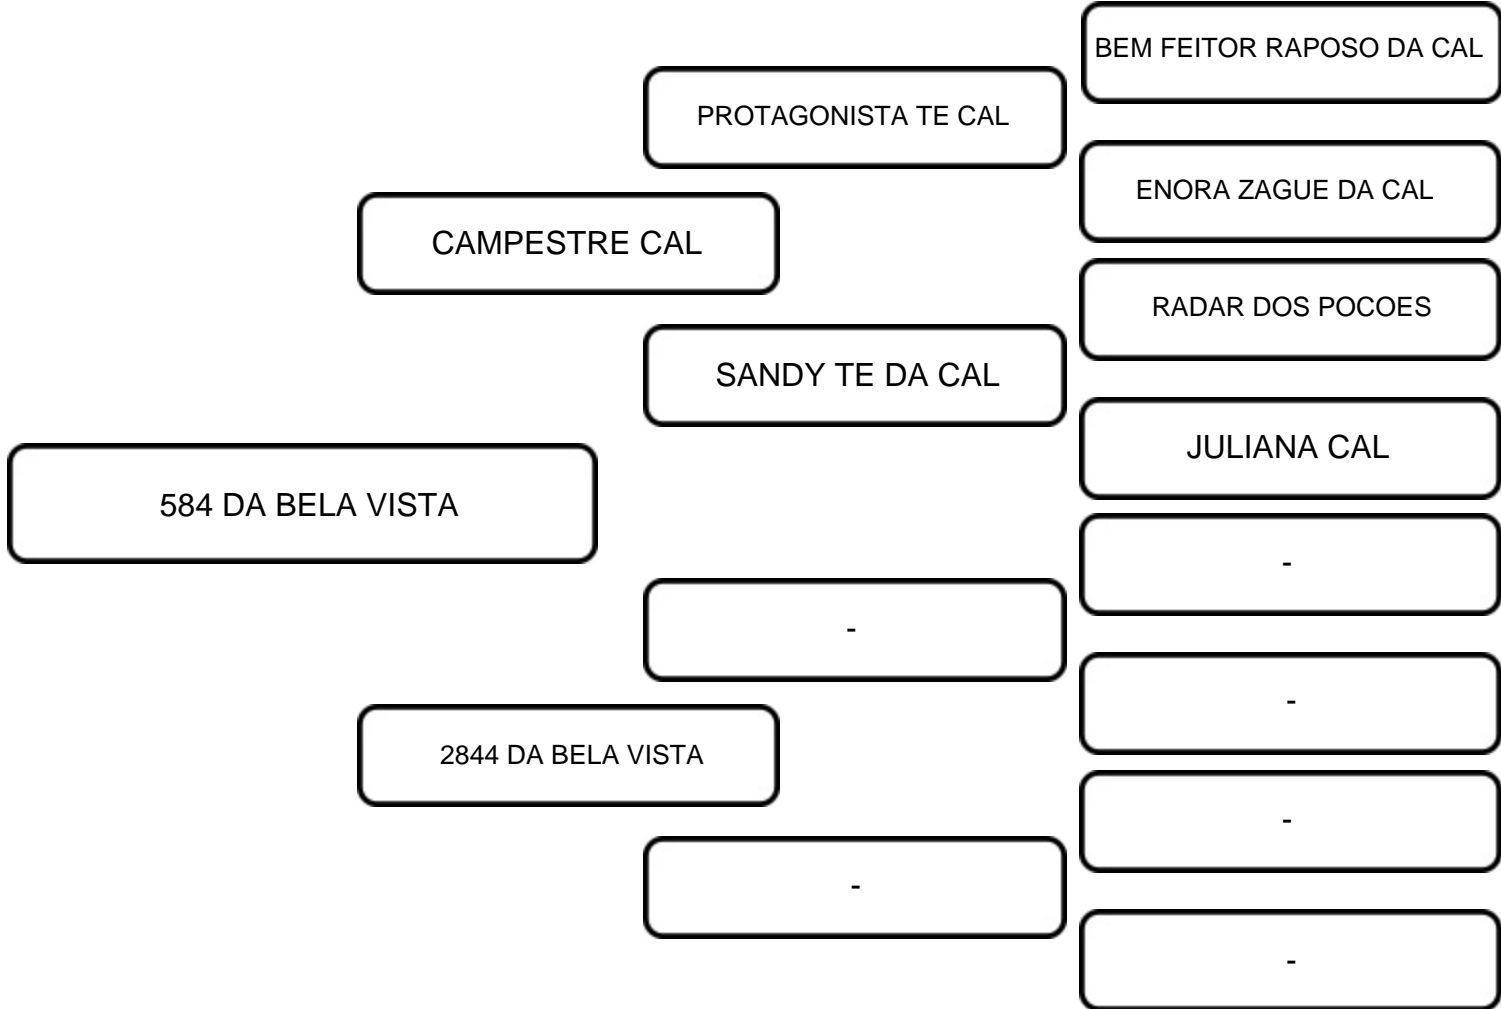 BEM FEITOR RAPOSO DA CAL
PROTAGONISTA TE CAL
ENORA ZAGUE DA CAL
CAMPESTRE CAL
RADAR DOS POCOES
SANDY TE DA CAL
JULIANA CAL
584 DA BELA VISTA
-
-
-
2844 DA BELA VISTA
-
-
-